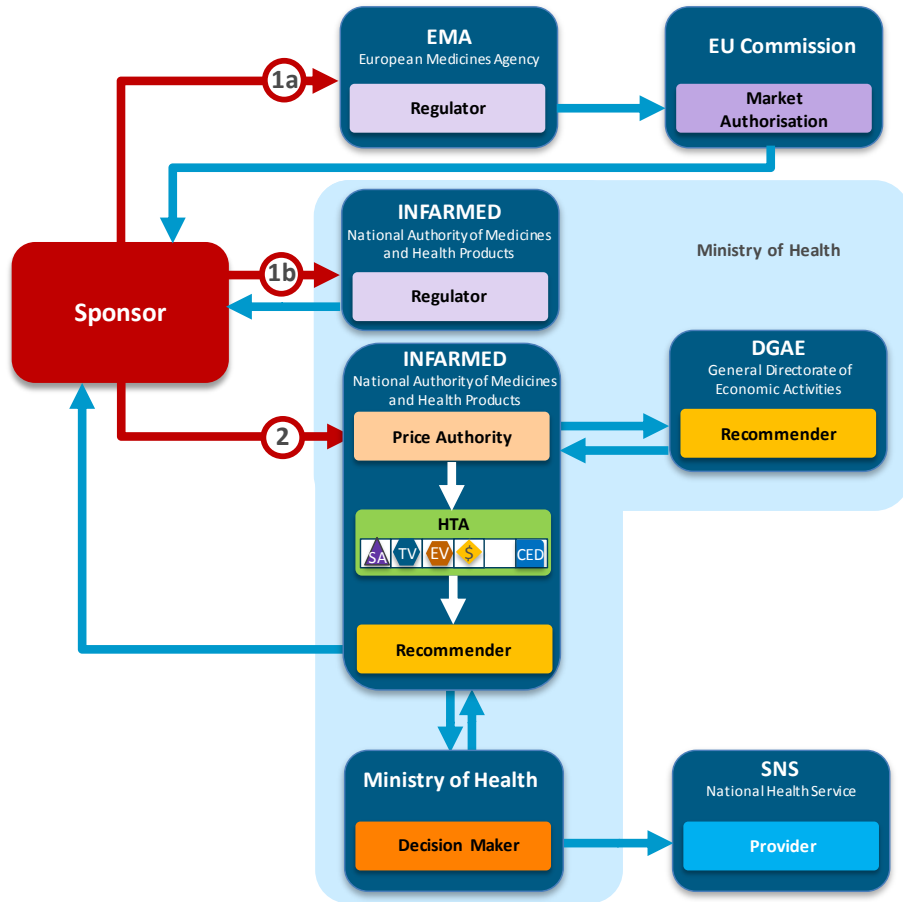 EMA
European Medicines Agency
Regulator
EU Commission
Market
Authorisation
1a
INFARMED
National Authority of Medicines
and Health Products
Regulator
Ministry of Health
1b
Sponsor
INFARMED
National Authority of Medicines
and Health Products
Price Authority
DGAE
General Directorate of
Economic Activities
Recommender
2
HTA
SA
TV
EV
$
CED
Recommender
Ministry of Health
Decision Maker
SNS
National Health Service
Provider